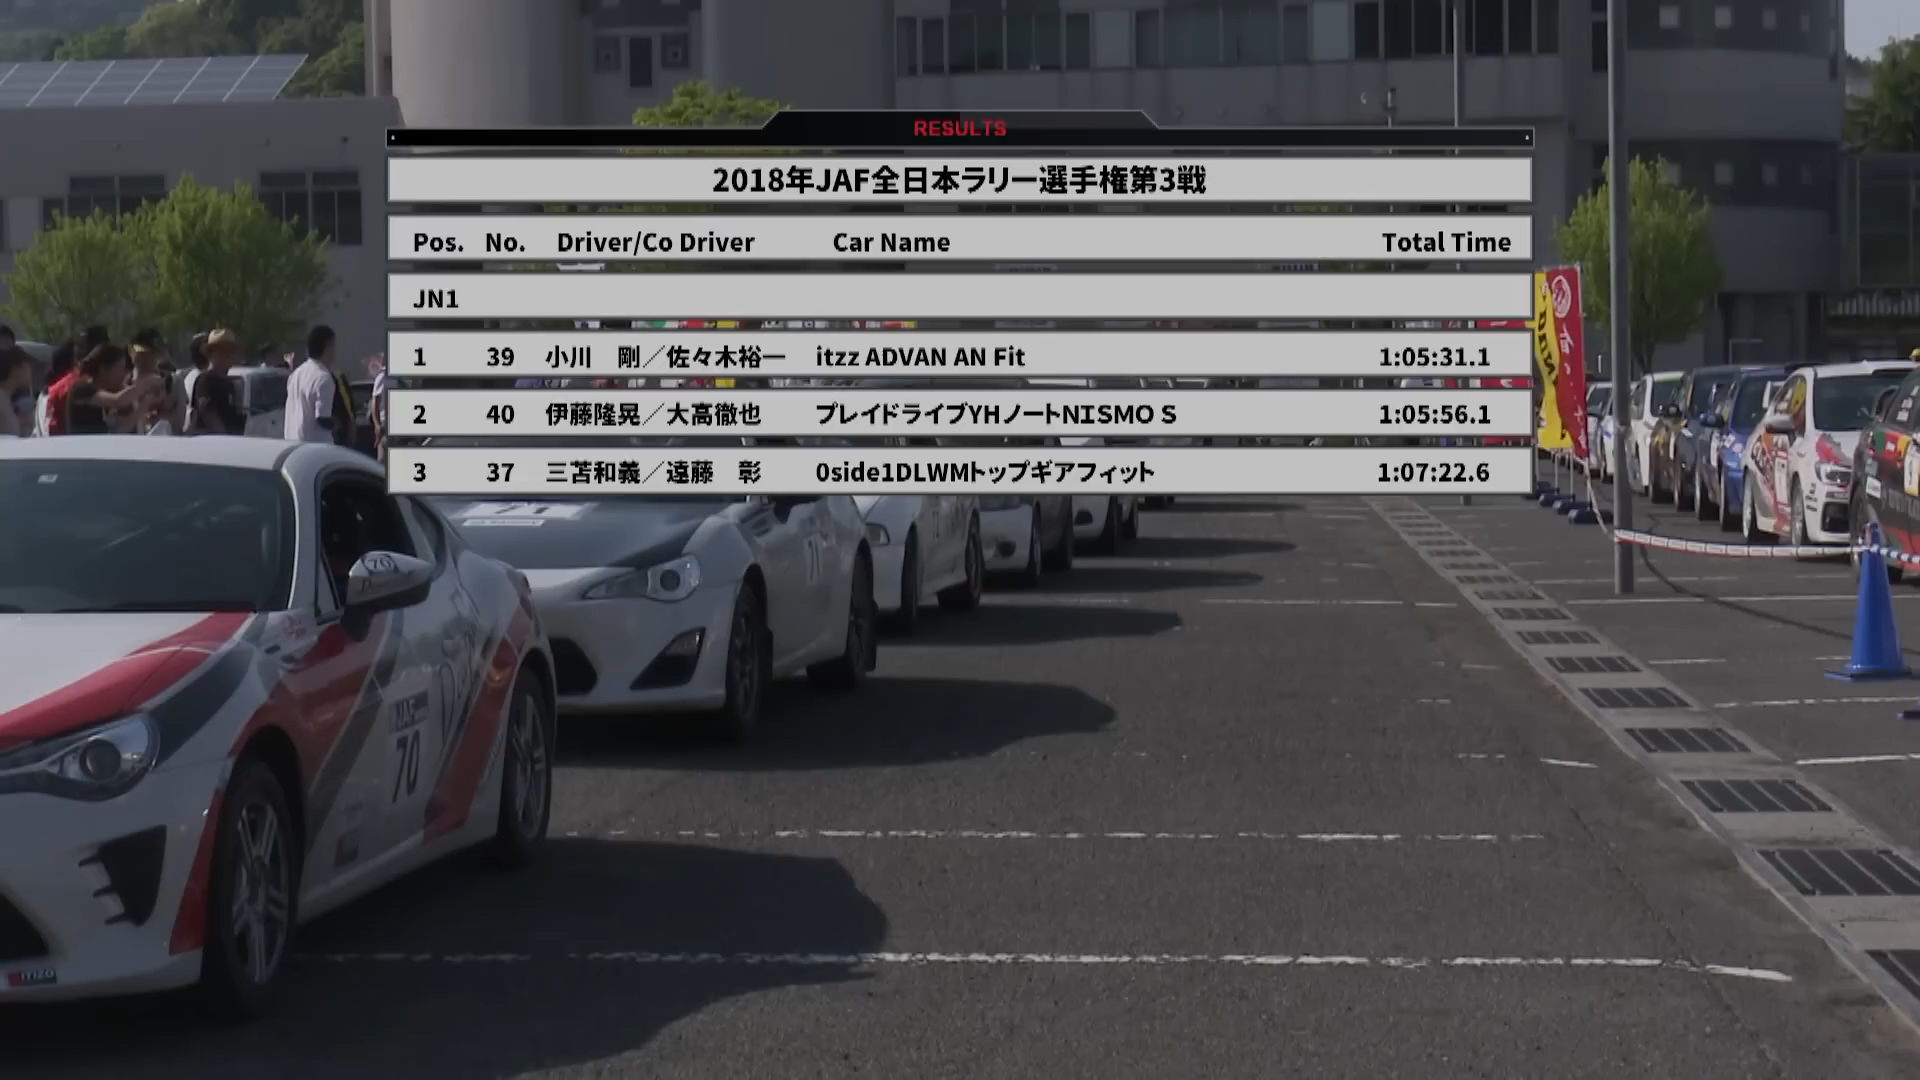 RESULTS
2018年JAF全日本ラリー選手権第3戦
Pos. No. Driver/Co Driver Car Name Total Time
JN1
1 39 小川　剛／佐々木裕一 itzz ADVAN AN Fit 1:05:31.1
2 40 伊藤隆晃／大高徹也 プレイドライブYHノートNISMO S 1:05:56.1
3 37 三苫和義／遠藤　彰 0side1DLWMトップギアフィット 1:07:22.6
71
71
70
JAF
70